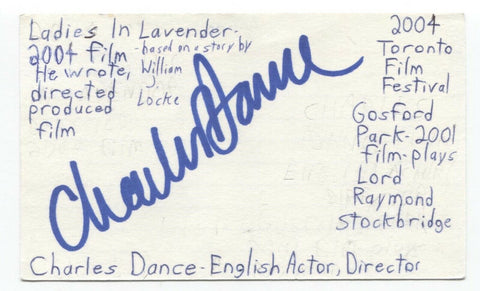 Ladies In Lavender-
2004 film
-based on a story by
William
J.
Locke
He wrote,
directed
produced
film
Charles Dance
2004
Toronto
Film
Festival
Gosford
Park-2001
film-plays
Lord
Raymond
Stockbridge
Charles Dance-English Actor, Director